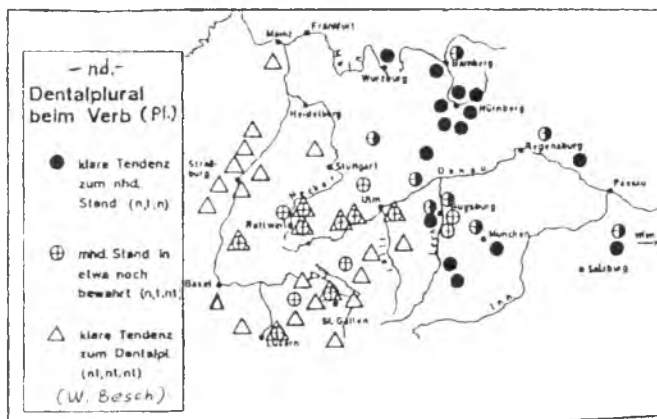 - nd. -
Dentalplural
beim Verb (Pl.)
klare Tendenz
zum nhd.
Stand (n,t,n)
mhd. Stand in
etwa noch
bewahrt (n,t,nt)
klare Tendenz
zum Dentalpl.
(nt,nt,nt)
(W. Besch)
Mainz
Frankfurt
Main
Würzburg
Bamberg
Nürnberg
Heidelberg
Straßburg
Stuttgart
Neckar
Rottweil
Ulm
Donau
Regensburg
Passau
Augsburg
Lech
München
Wien
Salzburg
Inn
Basel
St. Gallen
Luzern